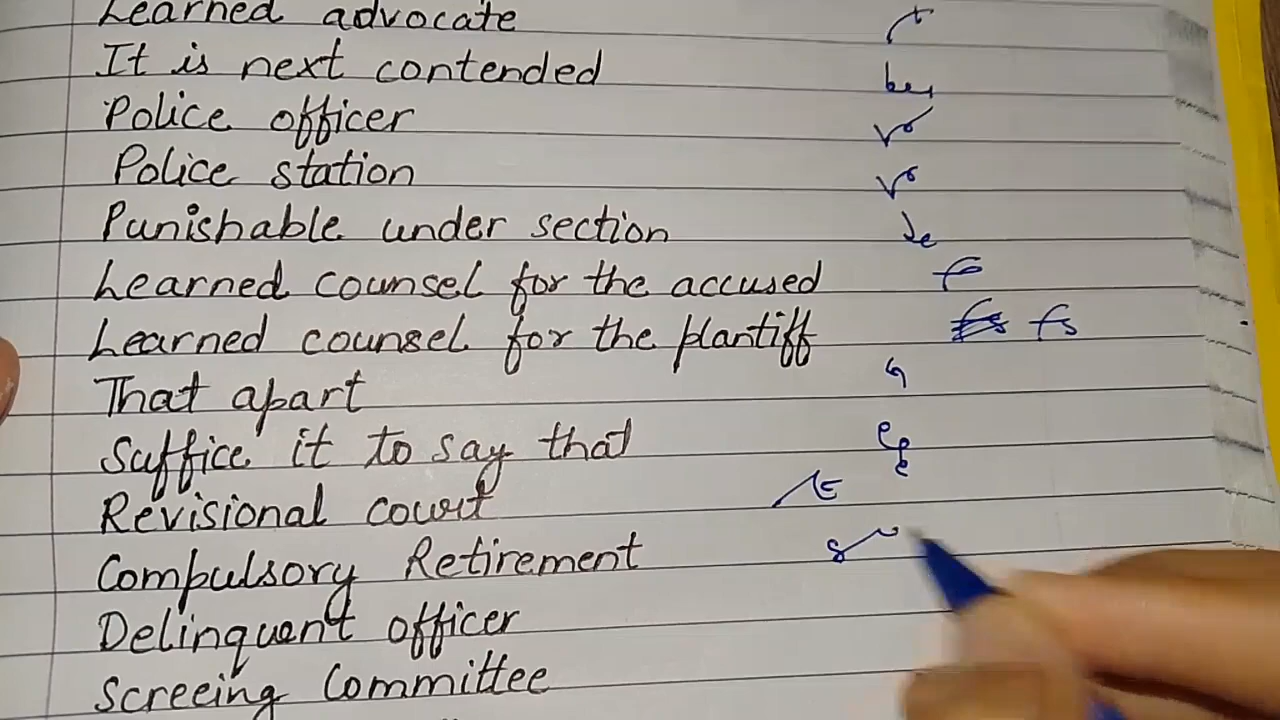 Learned advocate
It is next contended
Police officer
Police station
Punishable under section
Learned counsel for the accused
Learned counsel for the plantiff
That apart
Suffice it to say that
Revisional court
Compulsory Retirement
Delinquent officer
Screeing Committee